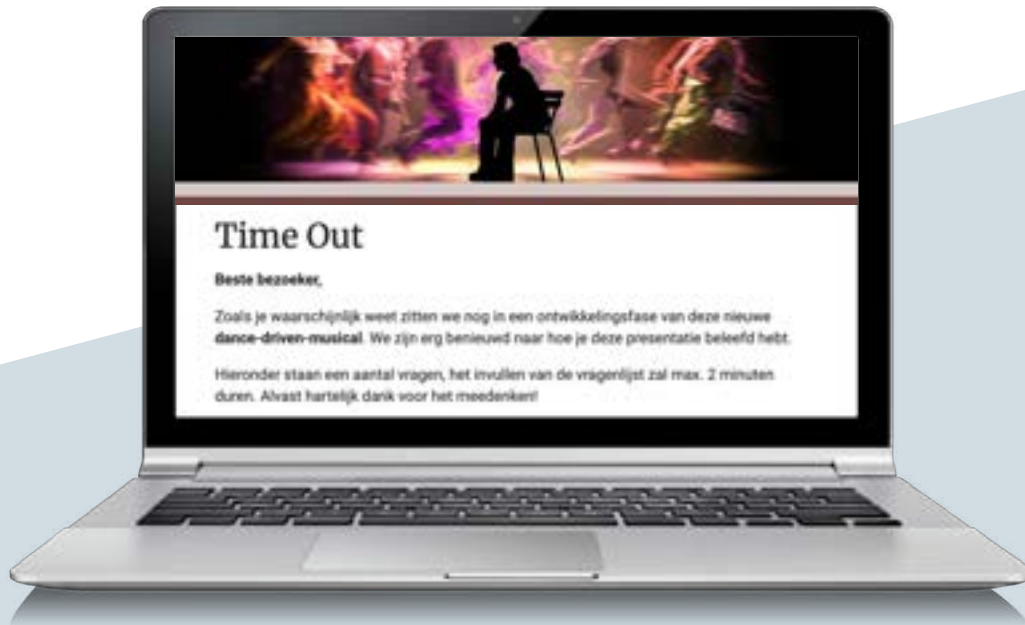 Time Out
Beste bezoeker,
Zoals je waarschijnlijk weet zitten we nog in een ontwikkelingsfase van deze nieuwe
dance-driven-musical. We zijn erg benieuwd naar hoe je deze presentatie beleefd hebt.
Hieronder staan een aantal vragen, het invullen van de vragenlijst zal max. 2 minuten
duren. Alvast hartelijk dank voor het meedenken!